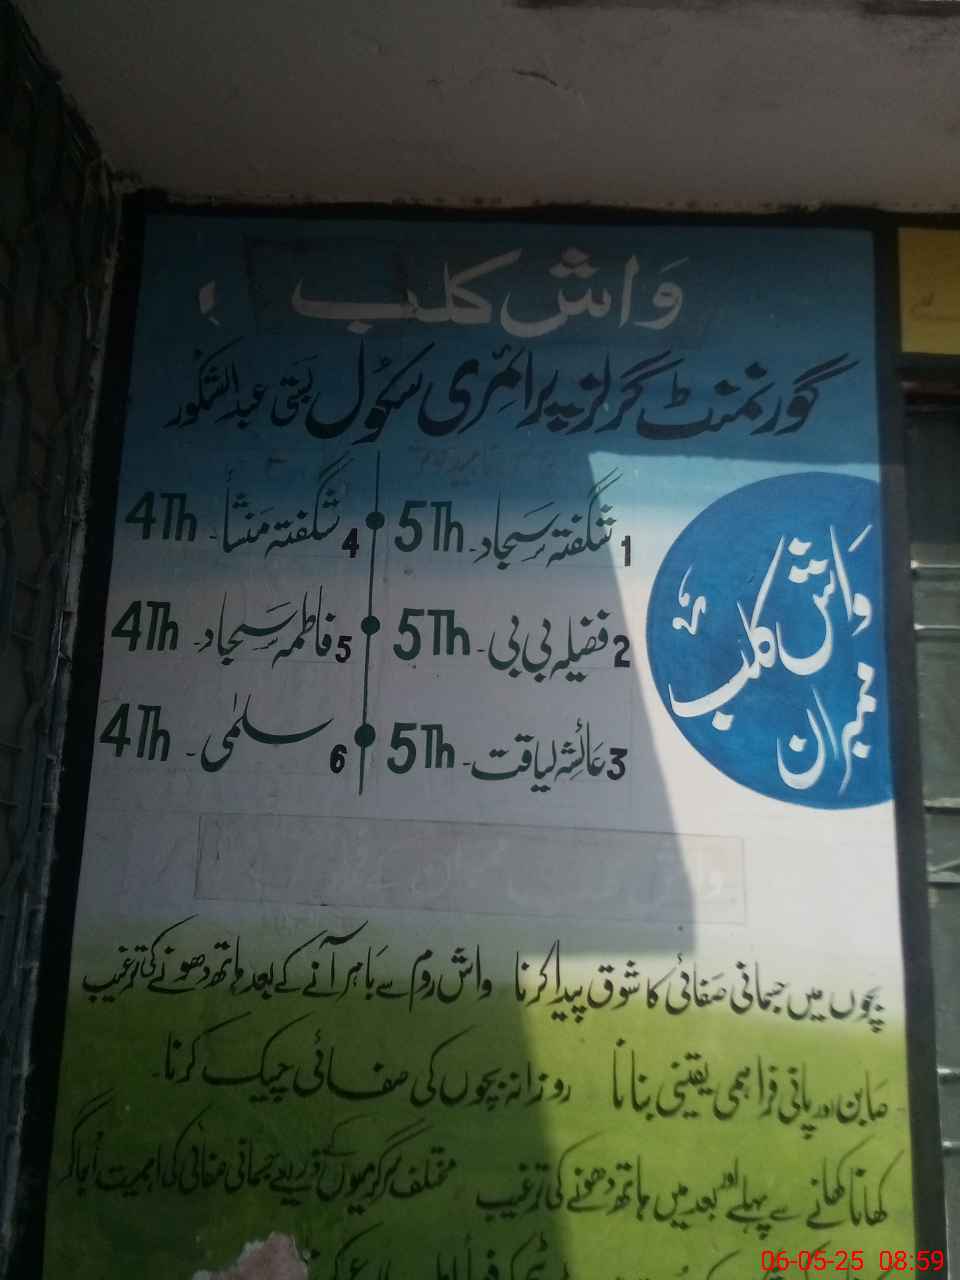 واش کلب
گورنمنٹ گرلز پرائمری سکول بستی عبدالشکور
واش کلب
ممبران
1 شگفتہ سجاد۔ 5Th
2 فضیلہ بی بی۔ 5Th
3 عائشہ لیاقت۔ 5Th
4 شگفتہ منشأ۔ 4Th
5 فاطمہ سجاد۔ 4Th
6 سلمٰی۔ 4Th
بچوں میں جسمانی صفائی کا شوق پیدا کرنا واش روم سے باہر آنے کے بعد ہاتھ دھونے کی ترغیب
صابن اور پانی فراہمی یقینی بنانا روزانہ بچوں کی صفائی چیک کرنا۔
کھانا کھانے سے پہلے اور بعد میں ہاتھ دھونے کی ترغیب مختلف سرگرمیوں کے ذریعے جسمانی صفائی کی اہمیت اُجاگر
06-05-25 08:59